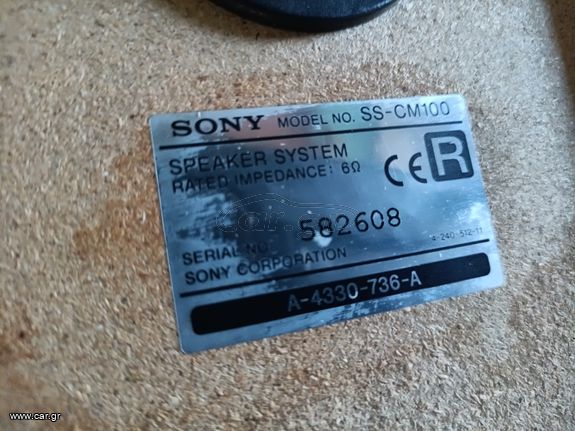 SONY MODEL NO. SS-CM100
SPEAKER SYSTEM
RATED IMPEDANCE: 6Ω
CE R
SERIAL NO. 582608
SONY CORPORATION
4-240-512-11
A-4330-736-A
www.car.gr